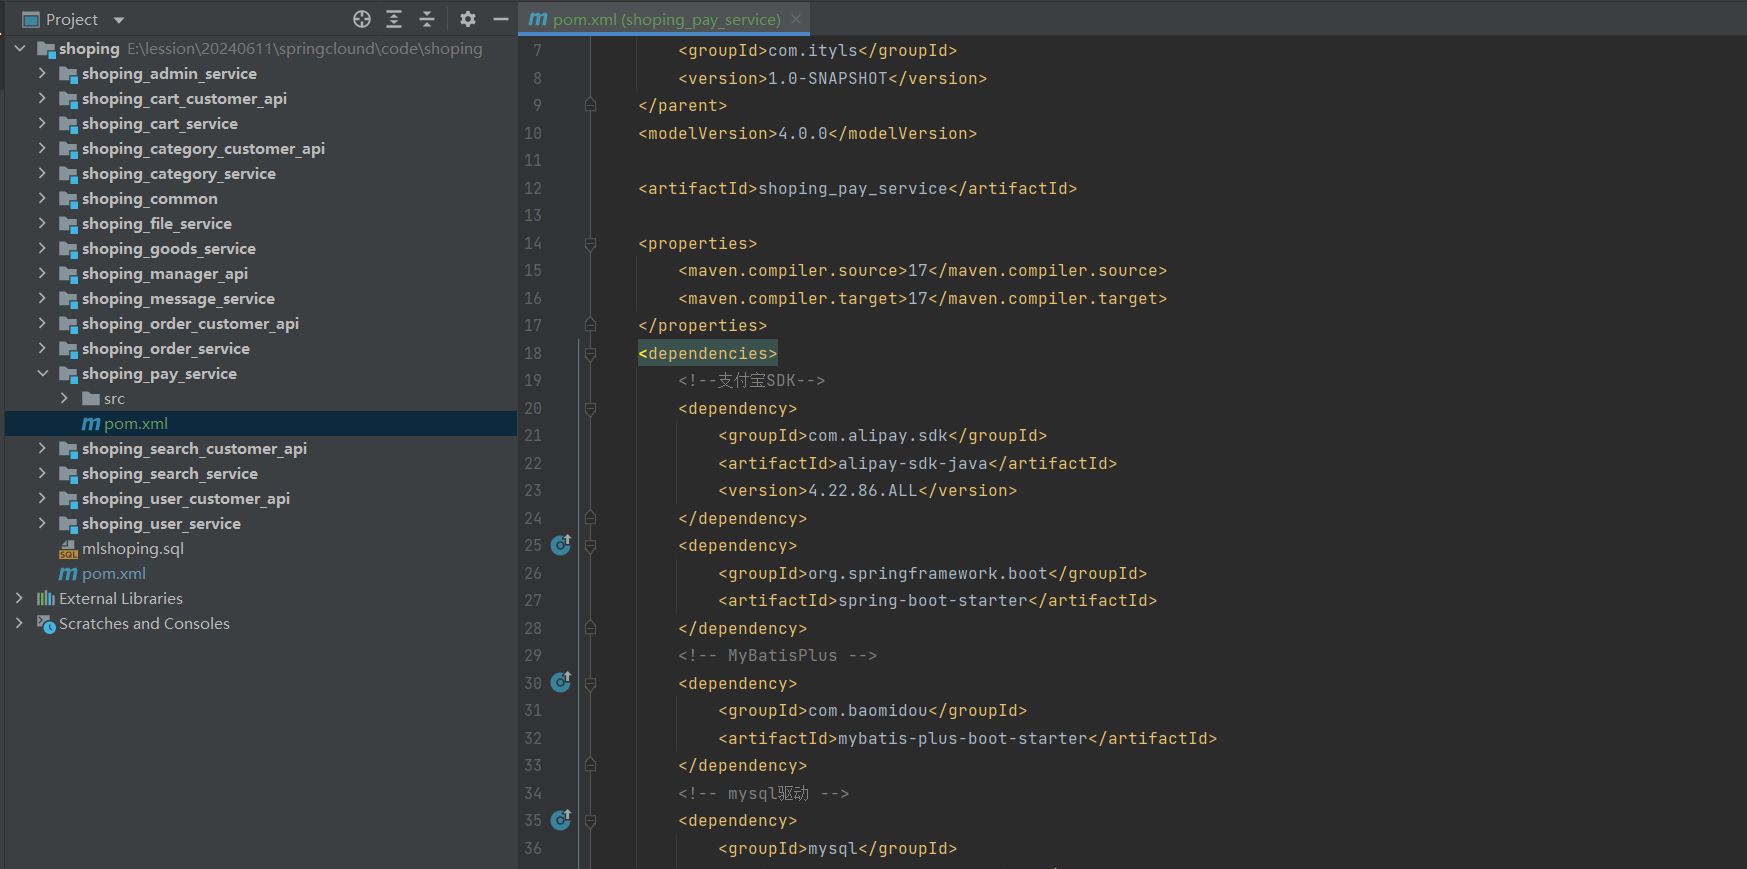 Project
shoping E:\lession\20240611\springclound\code\shoping
shoping_admin_service
shoping_cart_customer_api
shoping_cart_service
shoping_category_customer_api
shoping_category_service
shoping_common
shoping_file_service
shoping_goods_service
shoping_manager_api
shoping_message_service
shoping_order_customer_api
shoping_order_service
shoping_pay_service
src
pom.xml
shoping_search_customer_api
shoping_search_service
shoping_user_customer_api
shoping_user_service
mlshoping.sql
pom.xml
External Libraries
Scratches and Consoles
pom.xml (shoping_pay_service)
7 <groupId>com.ityls</groupId>
8 <version>1.0-SNAPSHOT</version>
9 </parent>
10 <modelVersion>4.0.0</modelVersion>
11
12 <artifactId>shoping_pay_service</artifactId>
13
14 <properties>
15 <maven.compiler.source>17</maven.compiler.source>
16 <maven.compiler.target>17</maven.compiler.target>
17 </properties>
18 <dependencies>
19 <!--支付宝SDK-->
20 <dependency>
21 <groupId>com.alipay.sdk</groupId>
22 <artifactId>alipay-sdk-java</artifactId>
23 <version>4.22.86.ALL</version>
24 </dependency>
25 <dependency>
26 <groupId>org.springframework.boot</groupId>
27 <artifactId>spring-boot-starter</artifactId>
28 </dependency>
29 <!-- MyBatisPlus -->
30 <dependency>
31 <groupId>com.baomidou</groupId>
32 <artifactId>mybatis-plus-boot-starter</artifactId>
33 </dependency>
34 <!-- mysql驱动 -->
35 <dependency>
36 <groupId>mysql</groupId>